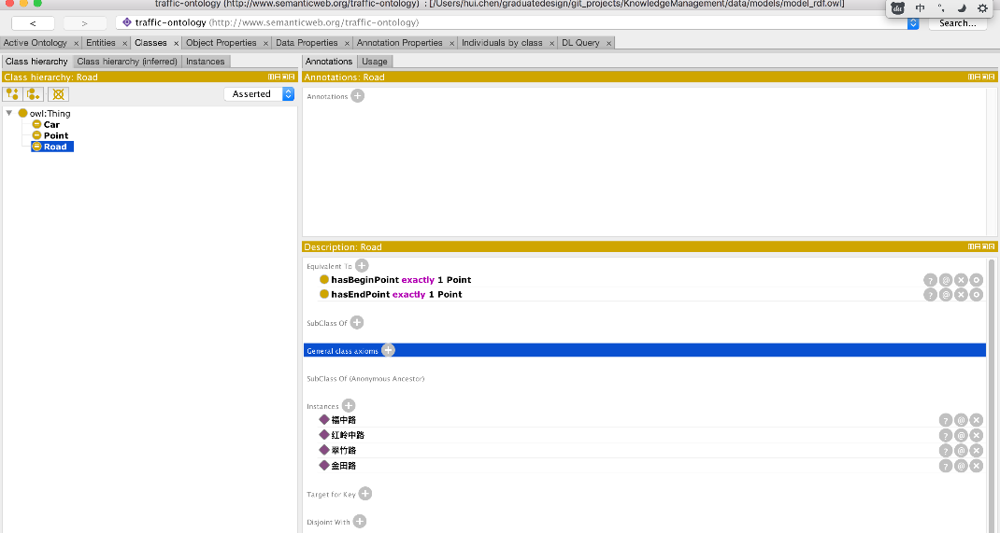 traffic-ontology (http://www.semanticweb.org/traffic-ontology) : [/Users/hui.chen/graduatedesign/git_projects/KnowledgeManagement/data/models/model_rdf.owl]
du 中 °,
< > traffic-ontology (http://www.semanticweb.org/traffic-ontology) Search...
Active Ontology × Entities × Classes × Object Properties × Data Properties × Annotation Properties × Individuals by class × DL Query ×
Class hierarchy Class hierarchy (inferred) Instances
Class hierarchy: Road
Asserted
owl:Thing
Car
Point
Road
Annotations Usage
Annotations: Road
Annotations +
Description: Road
Equivalent To +
hasBeginPoint exactly 1 Point ? @ × o
hasEndPoint exactly 1 Point ? @ × o
SubClass Of +
General class axioms +
SubClass Of (Anonymous Ancestor)
Instances +
福中路 ? @ ×
红岭中路 ? @ ×
翠竹路 ? @ ×
金田路 ? @ ×
Target for Key +
Disjoint With +